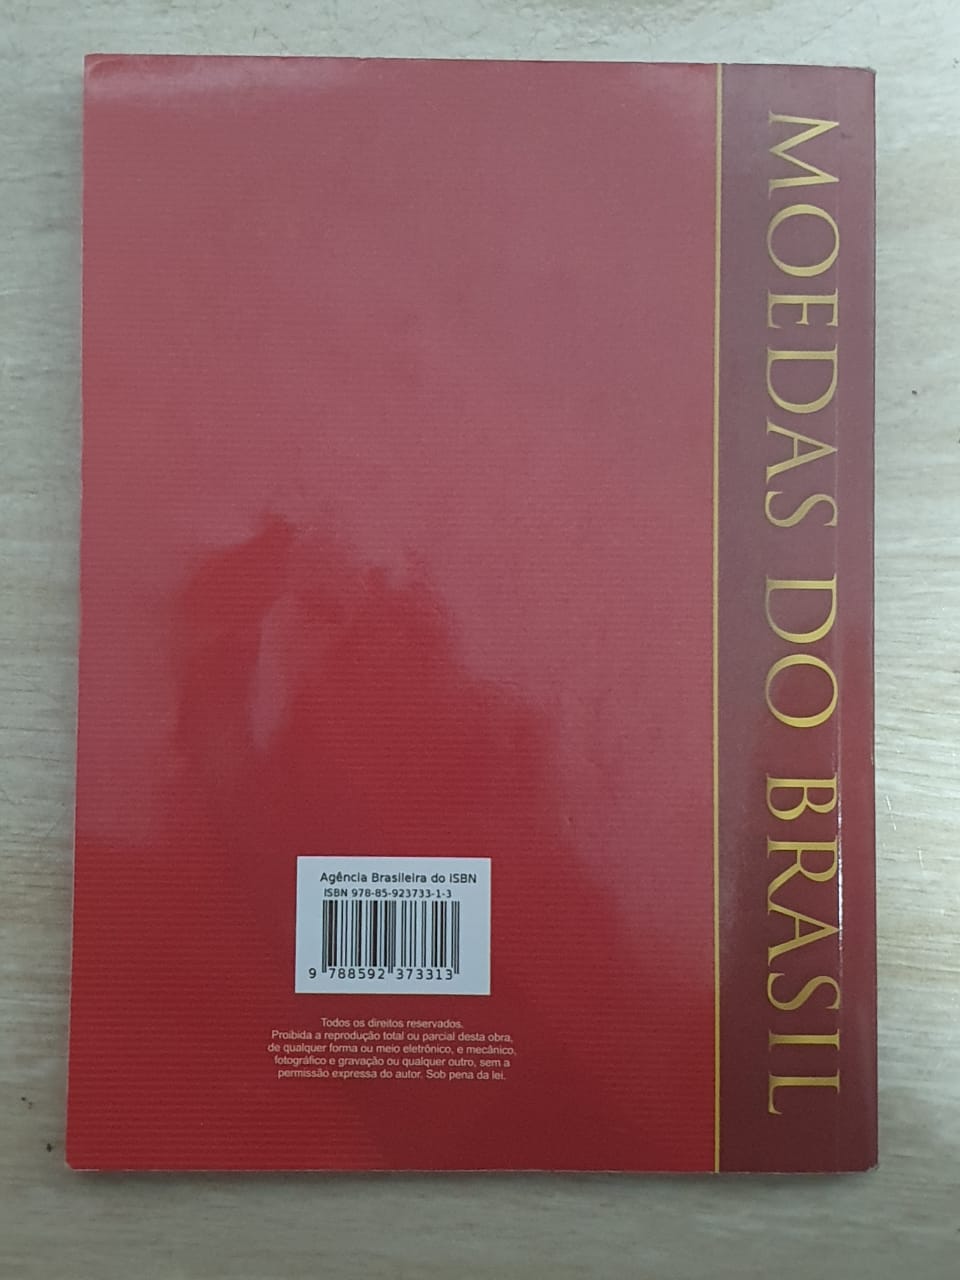 MOEDAS DO BRASIL
Agência Brasileira do ISBN
ISBN 978-85-923733-1-3
9 788592 373313
Todos os direitos reservados.
Proibida a reprodução total ou parcial desta obra,
de qualquer forma ou meio eletrônico, e mecânico,
fotográfico e gravação ou qualquer outro, sem a
permissão expressa do autor. Sob pena da lei.